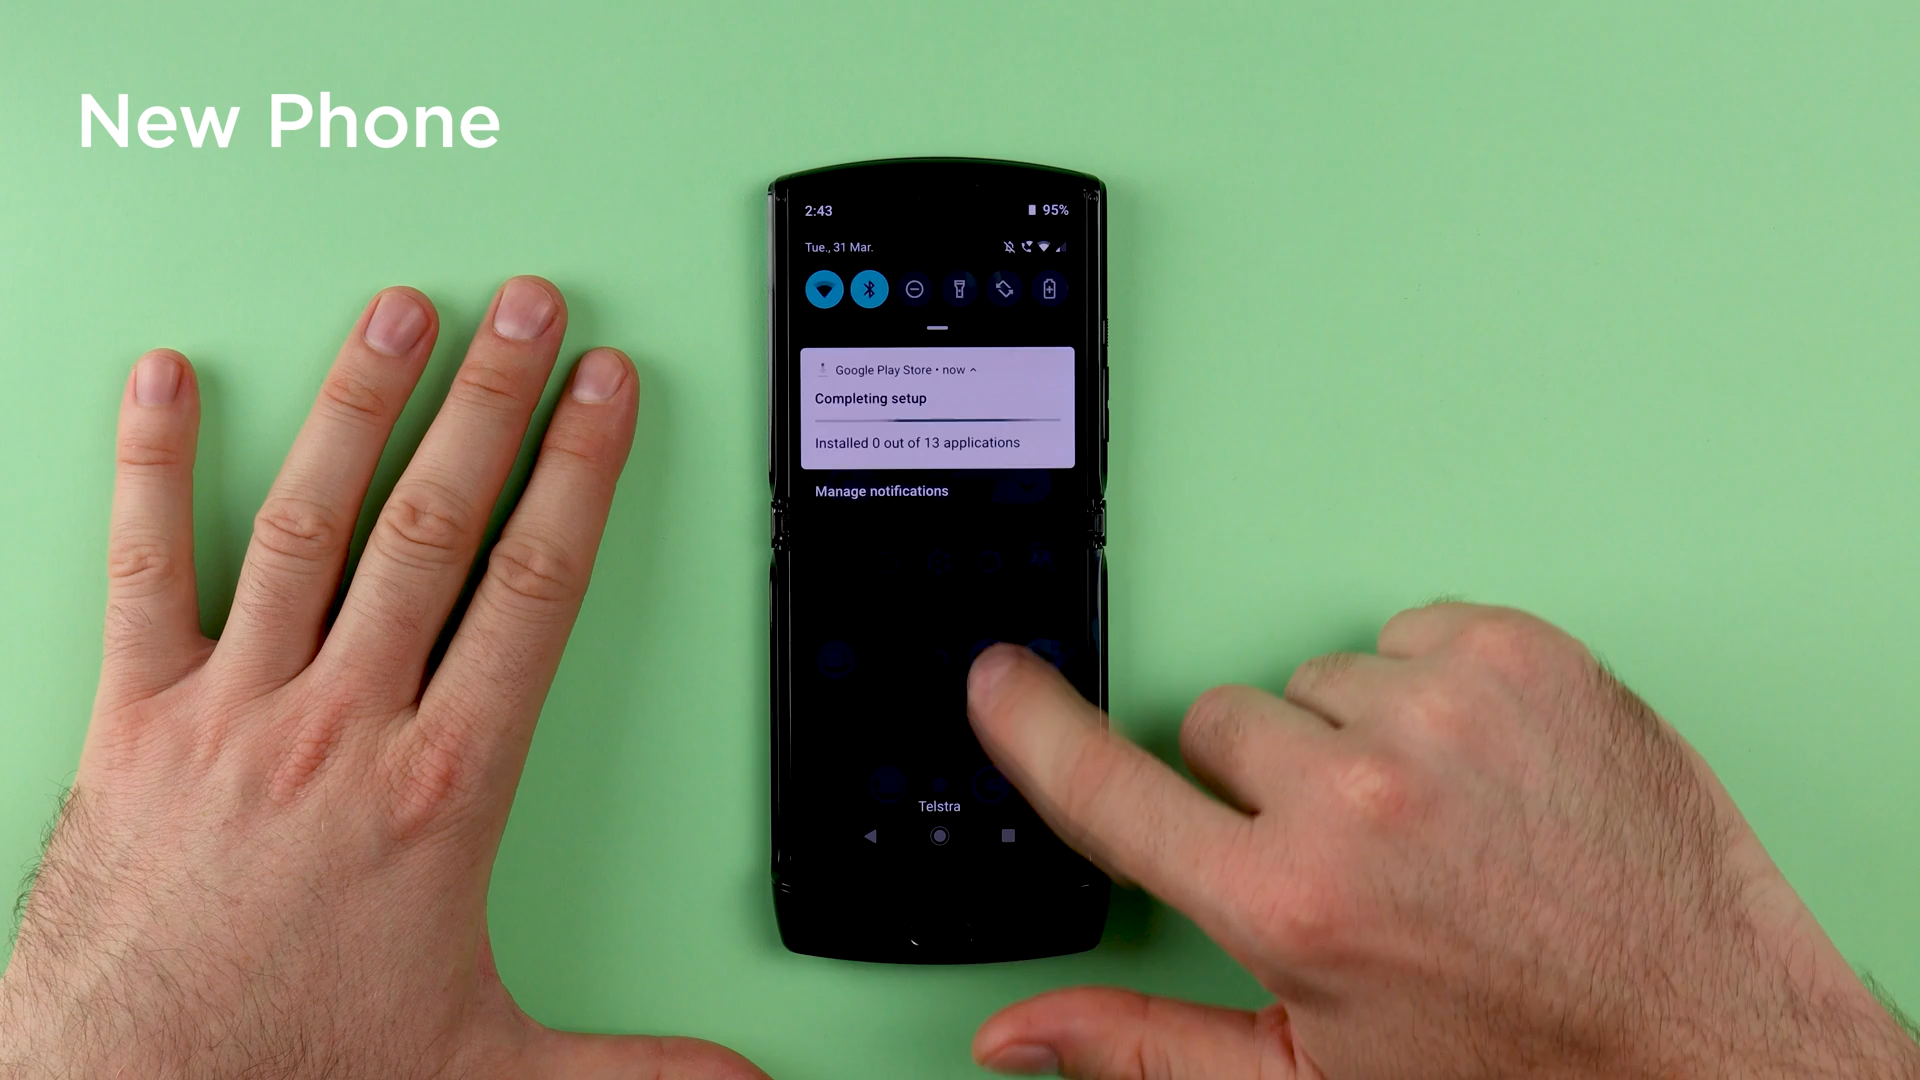 New Phone
2:43
95%
Tue., 31 Mar.
Google Play Store • now
Completing setup
Installed 0 out of 13 applications
Manage notifications
Telstra